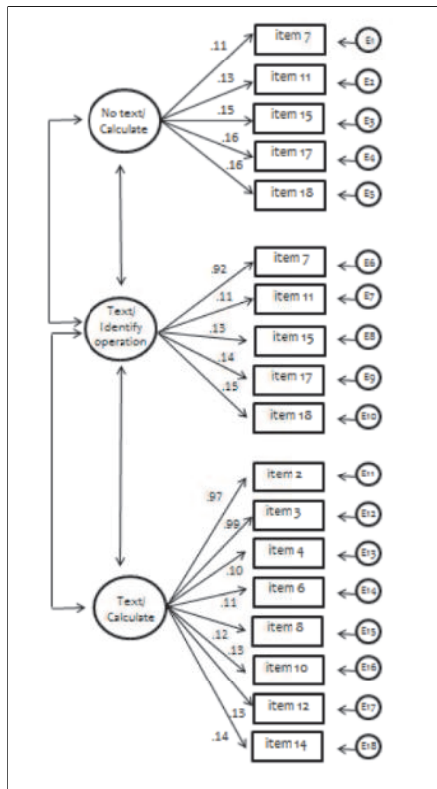 .11
item 7
E1
.13
item 11
E2
No text/
Calculate
.15
item 15
E3
.16
item 17
E4
.16
item 18
E5
.92
item 7
E6
.11
item 11
E7
Text/
Identify
operation
.13
item 15
E8
.14
item 17
E9
.15
item 18
E10
.97
item 2
E11
.99
item 3
E12
.10
item 4
E13
.11
item 6
E14
Text/
Calculate
.12
item 8
E15
.13
item 10
E16
.13
item 12
E17
.14
item 14
E18